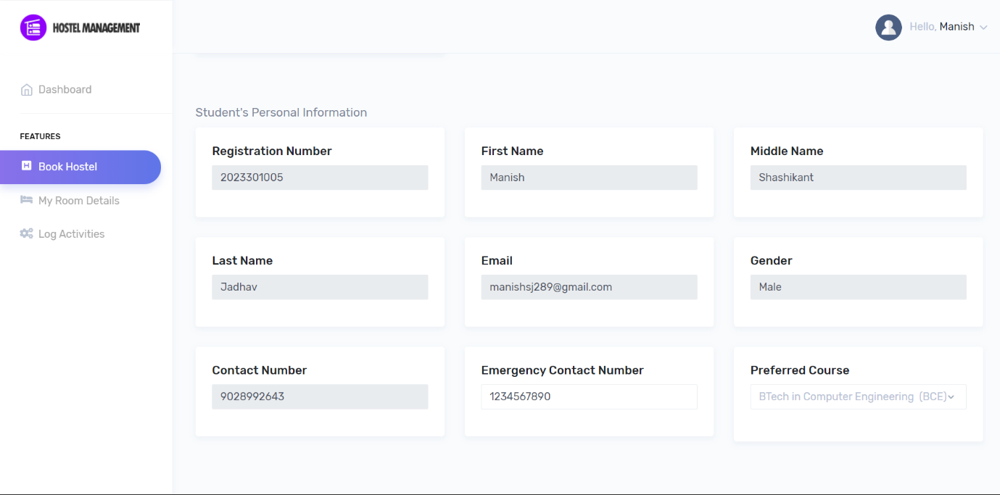 HOSTEL MANAGEMENT
Hello, Manish
Dashboard
FEATURES
Book Hostel
My Room Details
Log Activities
Student's Personal Information
Registration Number
2023301005
First Name
Manish
Middle Name
Shashikant
Last Name
Jadhav
Email
manishsj289@gmail.com
Gender
Male
Contact Number
9028992643
Emergency Contact Number
1234567890
Preferred Course
BTech in Computer Engineering (BCE)